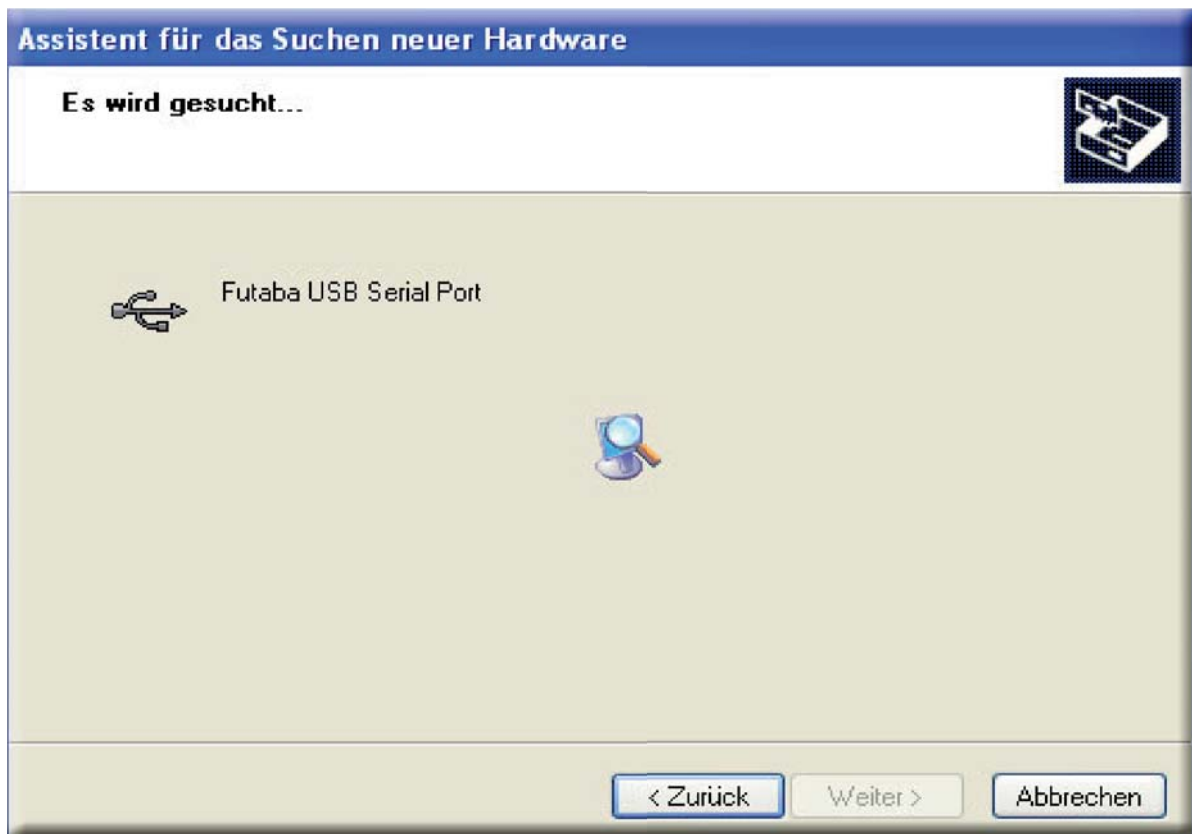 Assistent für das Suchen neuer Hardware
Es wird gesucht...
Futaba USB Serial Port
< Zurück
Weiter >
Abbrechen